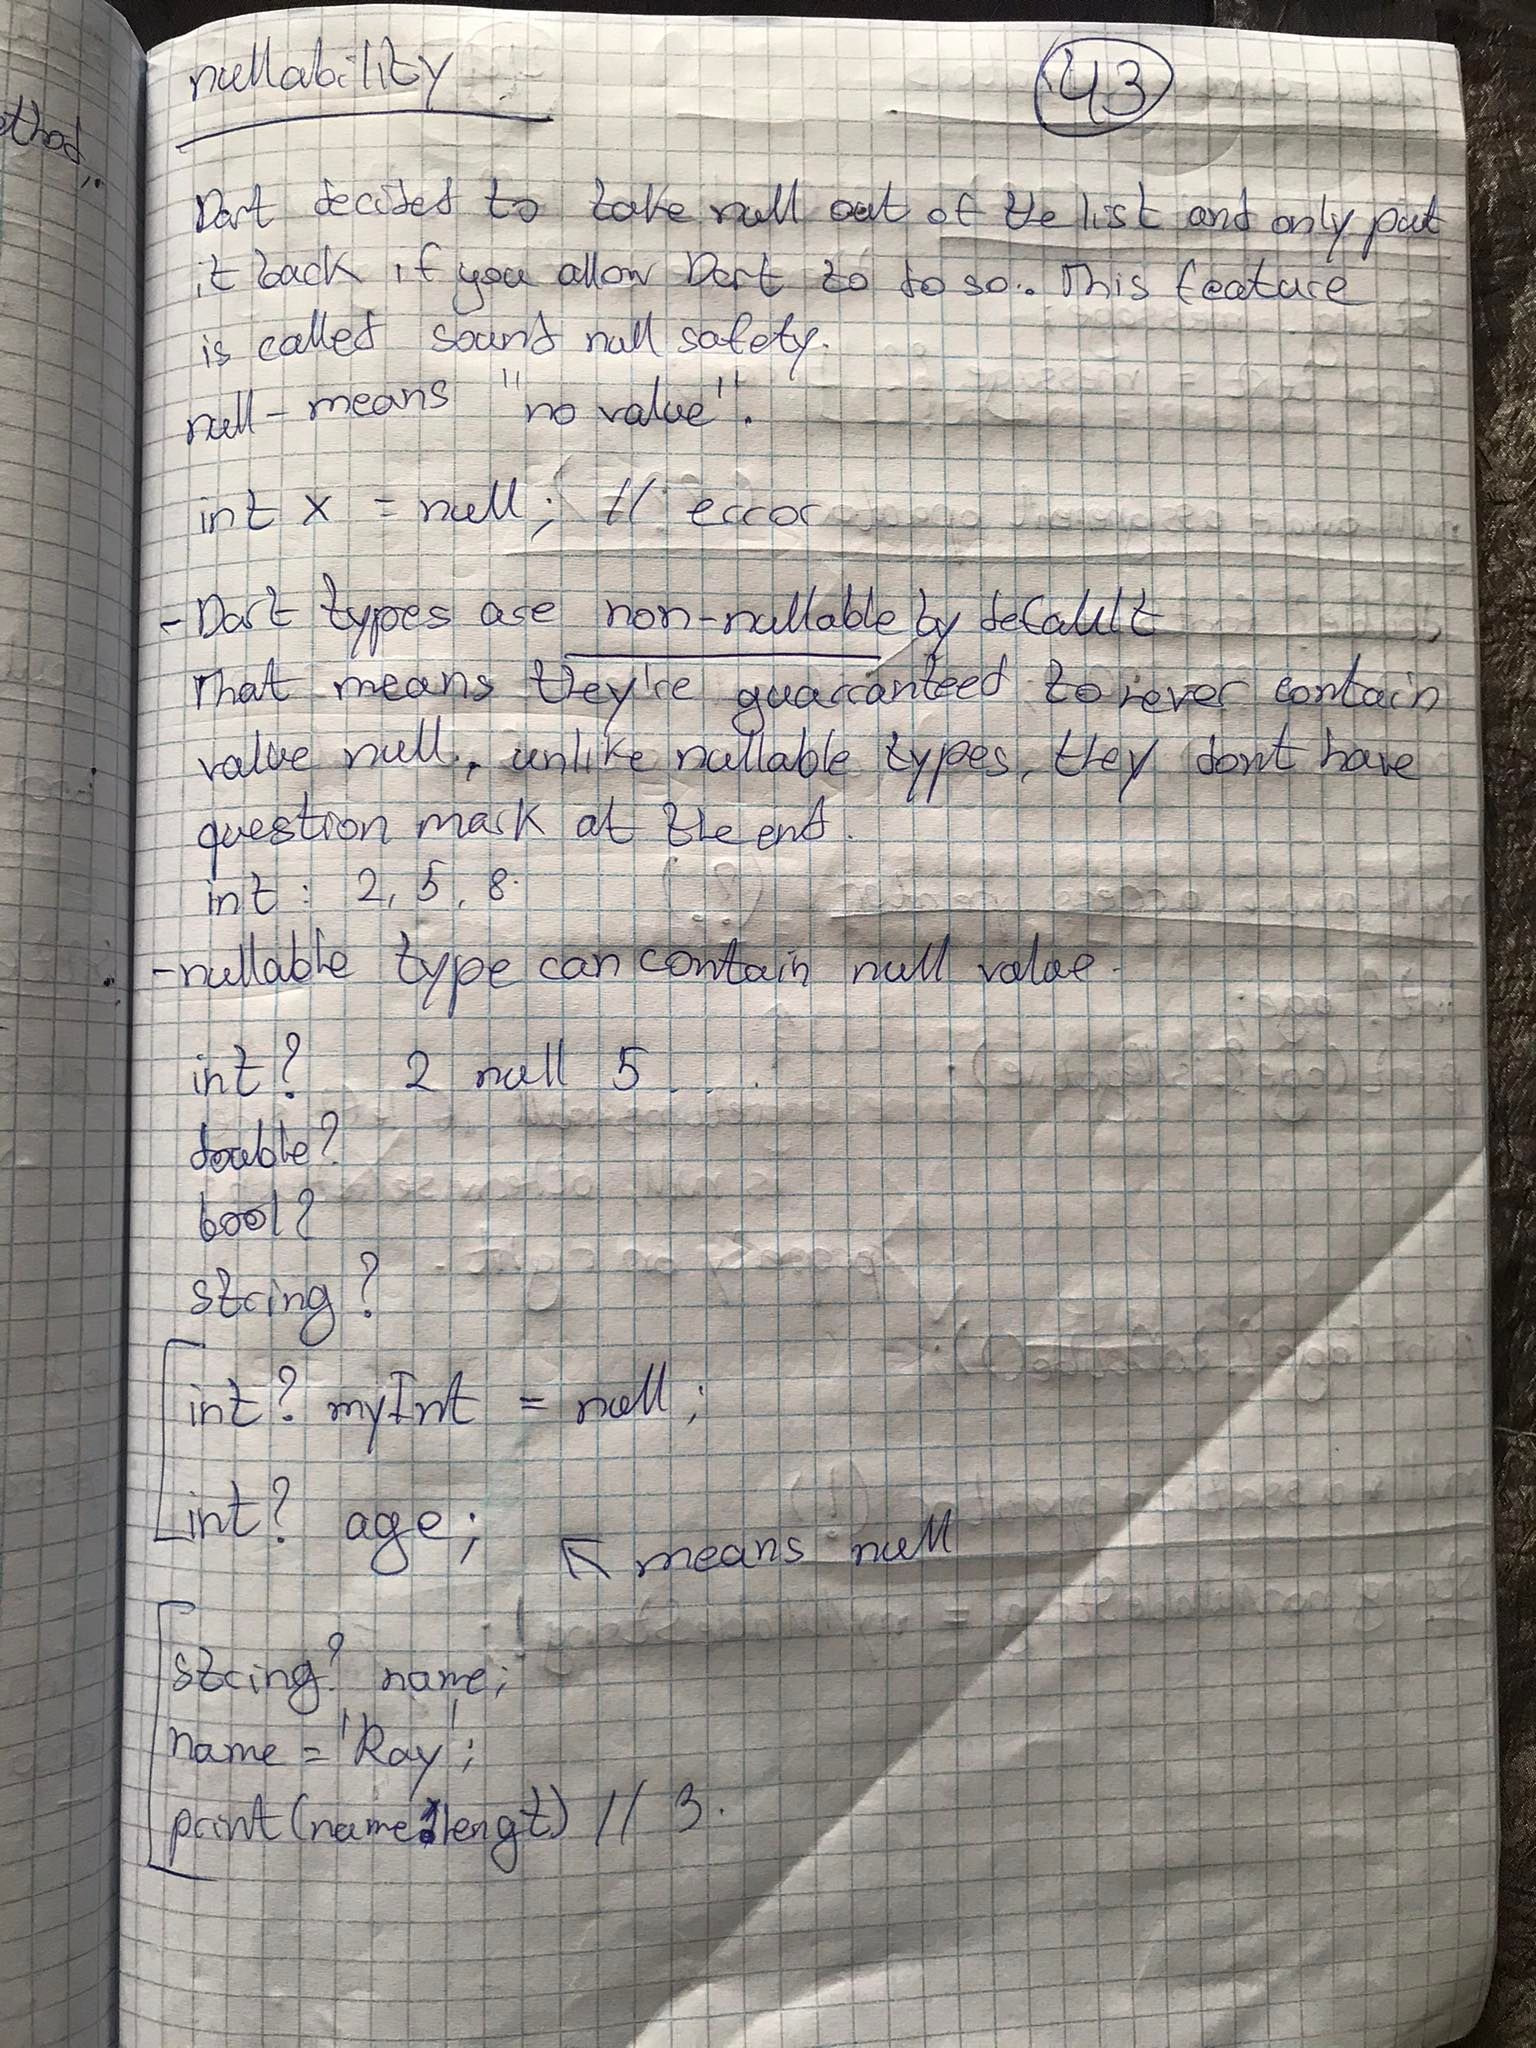 nullability
43
ethod,
Dart decided to take null out of the list and only put
it back if you allow Dart to do so. This feature
is called sound null safety.
null - means "no value".
int x = null; // error
- Dart types are non-nullable by default
That means they're guarranteed to never contain
value null, unlike nullable types, they dont have
question mark at the end.
int: 2, 5, 8.
- nullable type can contain null value.
int? 2 null 5 . . .
double?
bool?
string?
int? myInt = null;
int? age;
↖ means null
string? name;
name = 'Ray';
print(name.lengt) // 3.